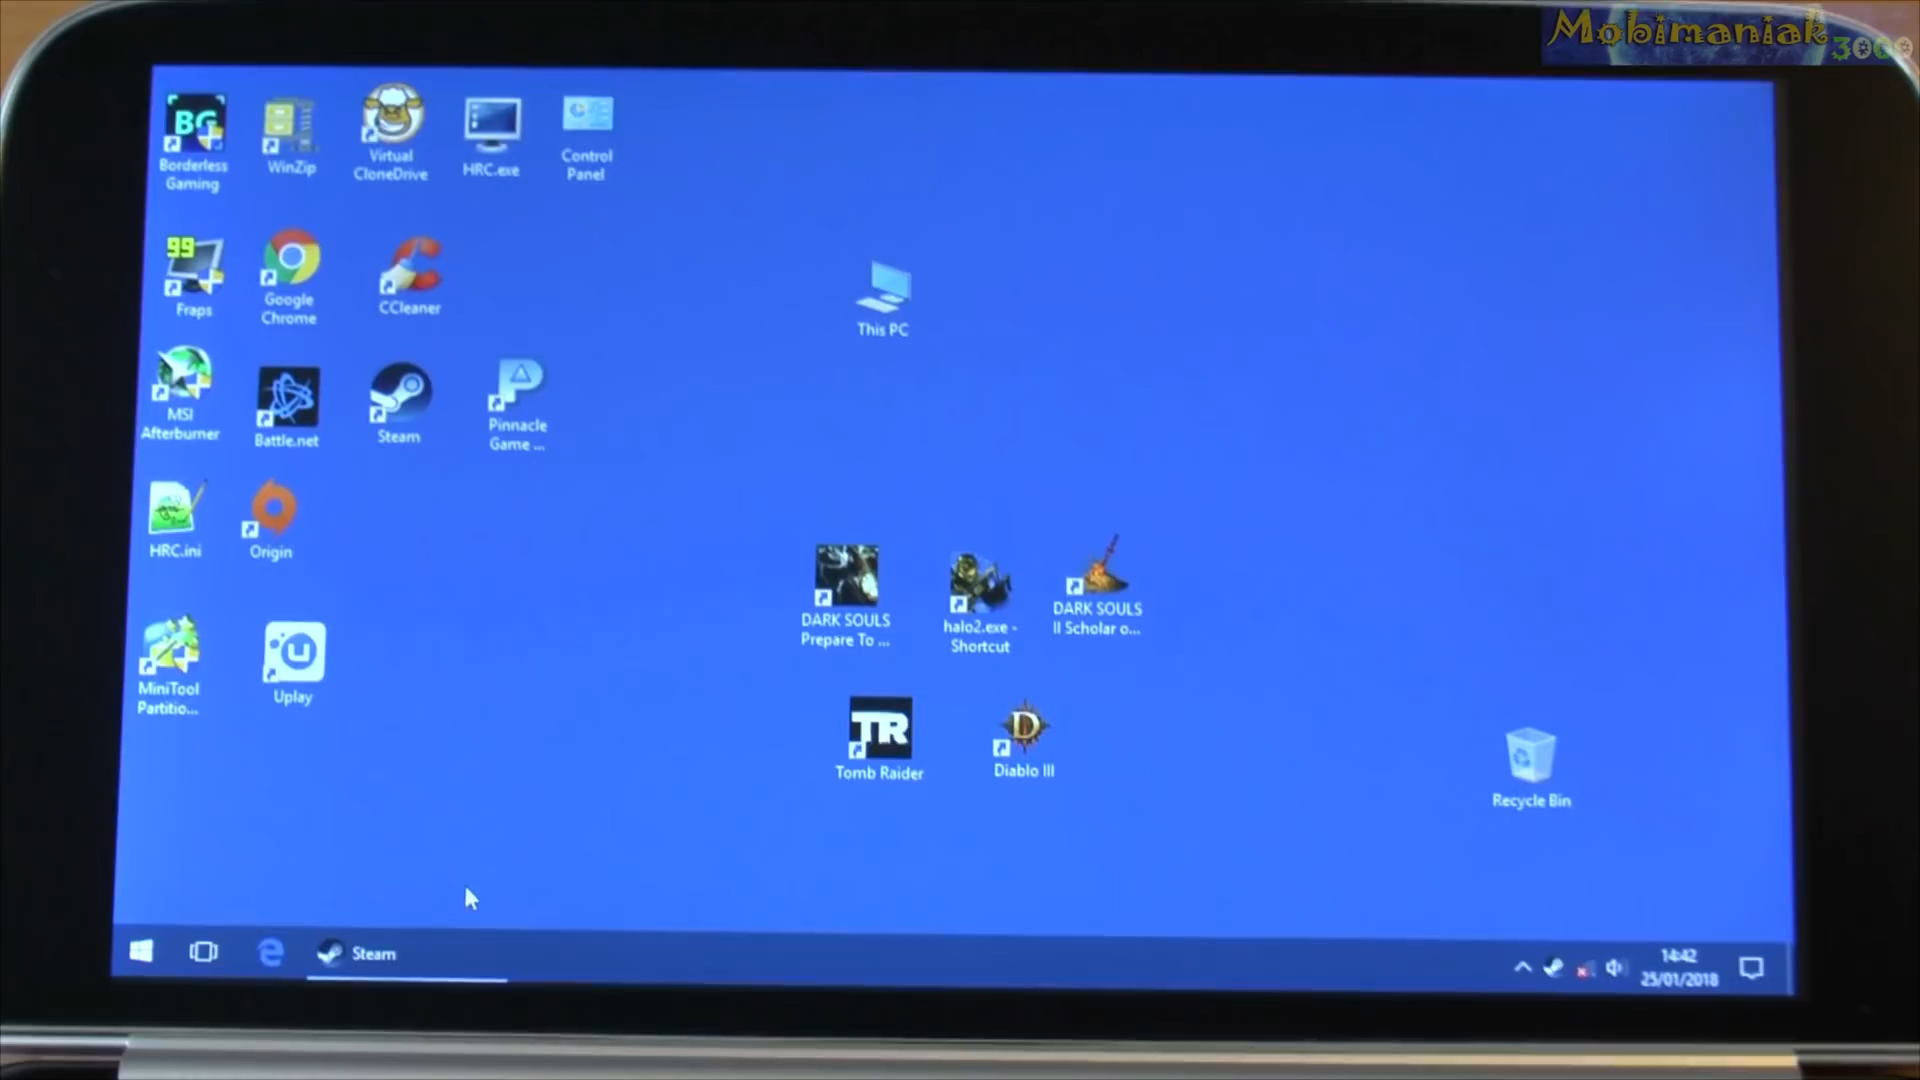 Mobimaniak
3000
BG
Borderless
Gaming
WinZip
Virtual
CloneDrive
HRC.exe
Control
Panel
99
Fraps
Google
Chrome
CCleaner
This PC
MSI
Afterburner
Battle.net
Steam
Pinnacle
Game ...
HRC.ini
Origin
DARK SOULS
Prepare To ...
halo2.exe -
Shortcut
DARK SOULS
II Scholar o...
MiniTool
Partitio...
Uplay
TR
Tomb Raider
D
Diablo III
Recycle Bin
Steam
14:42
25/01/2018